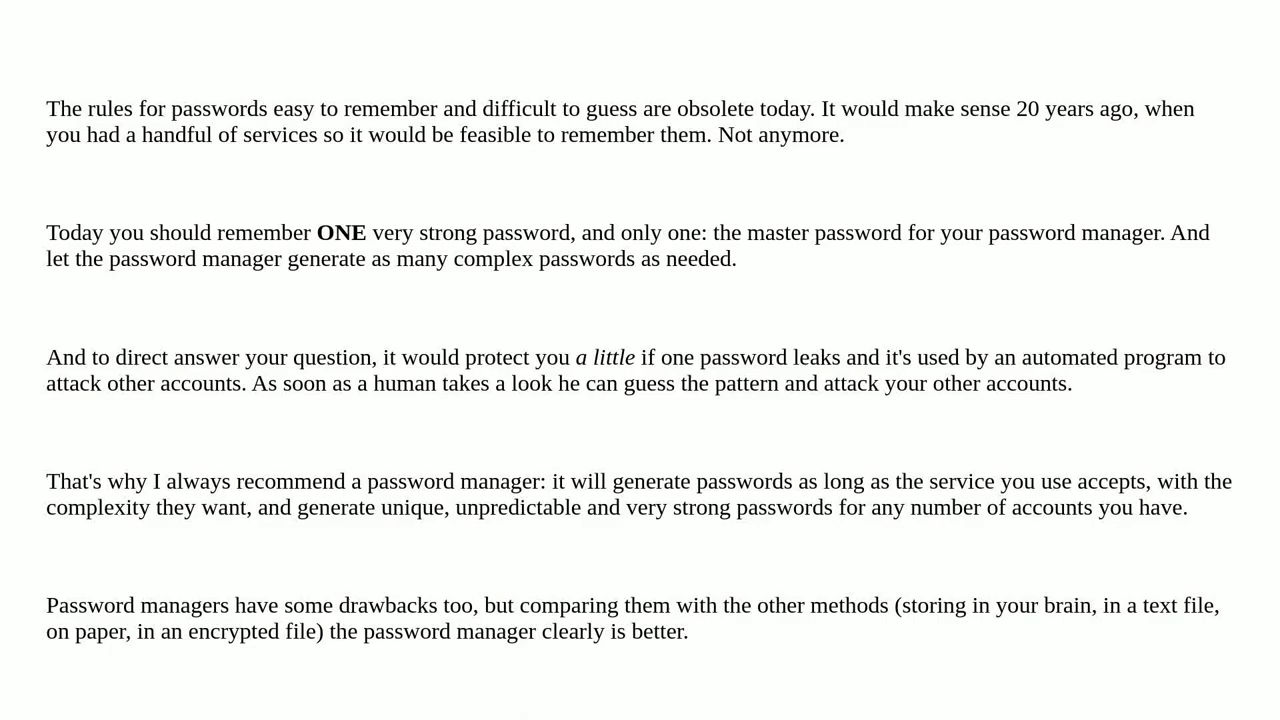 The rules for passwords easy to remember and difficult to guess are obsolete today. It would make sense 20 years ago, when
you had a handful of services so it would be feasible to remember them. Not anymore.
Today you should remember ONE very strong password, and only one: the master password for your password manager. And
let the password manager generate as many complex passwords as needed.
And to direct answer your question, it would protect you a little if one password leaks and it's used by an automated program to
attack other accounts. As soon as a human takes a look he can guess the pattern and attack your other accounts.
That's why I always recommend a password manager: it will generate passwords as long as the service you use accepts, with the
complexity they want, and generate unique, unpredictable and very strong passwords for any number of accounts you have.
Password managers have some drawbacks too, but comparing them with the other methods (storing in your brain, in a text file,
on paper, in an encrypted file) the password manager clearly is better.